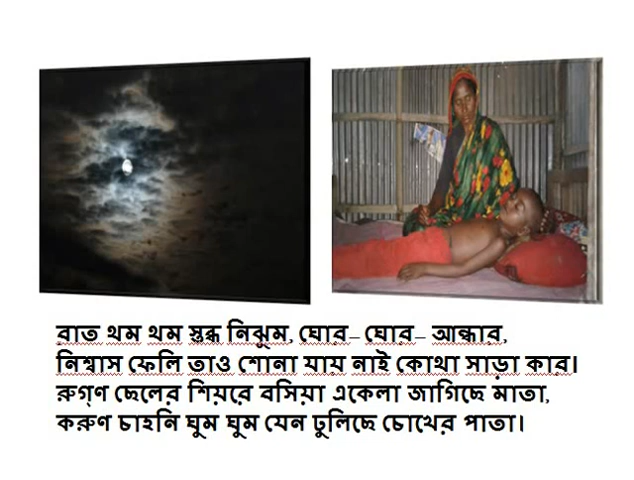 রাত থম থম স্তব্ধ নিঝুম, ঘোর– ঘোর– আন্ধার,
নিশ্বাস ফেলি তাও শোনা যায় নাই কোথা সাড়া কার।
রুগ্‌ণ ছেলের শিয়রে বসিয়া একেলা জাগিছে মাতা,
করুণ চাহনি ঘুম ঘুম যেন ঢুলিছে চোখের পাতা।